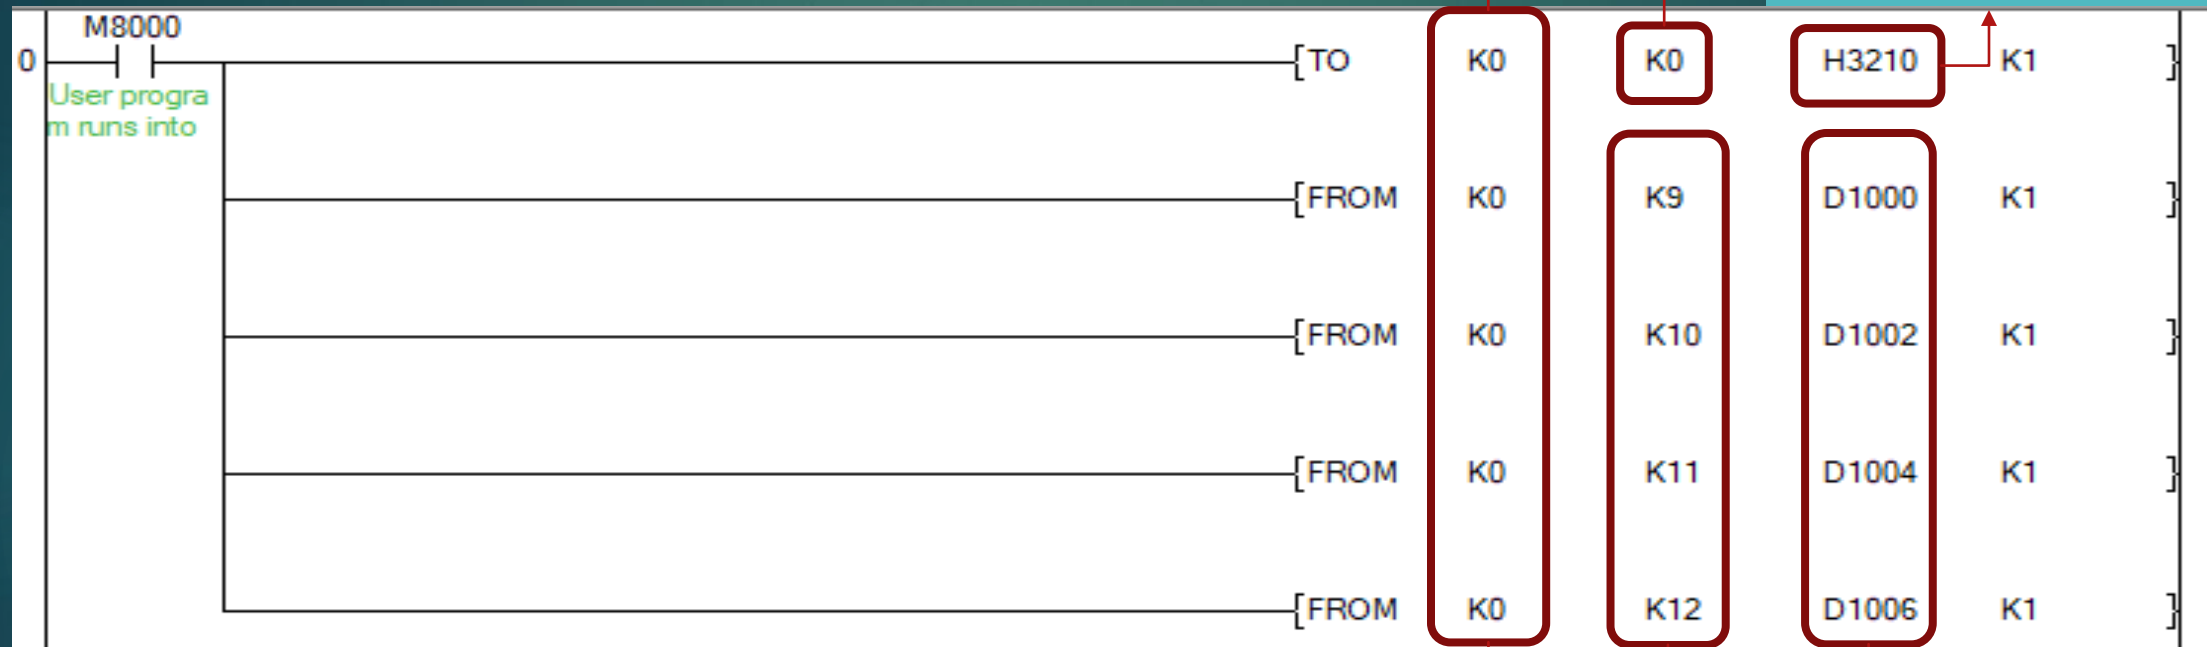 M8000
0 [TO K0 K0 H3210 K1 ]
User progra
m runs into
[FROM K0 K9 D1000 K1 ]
[FROM K0 K10 D1002 K1 ]
[FROM K0 K11 D1004 K1 ]
[FROM K0 K12 D1006 K1 ]